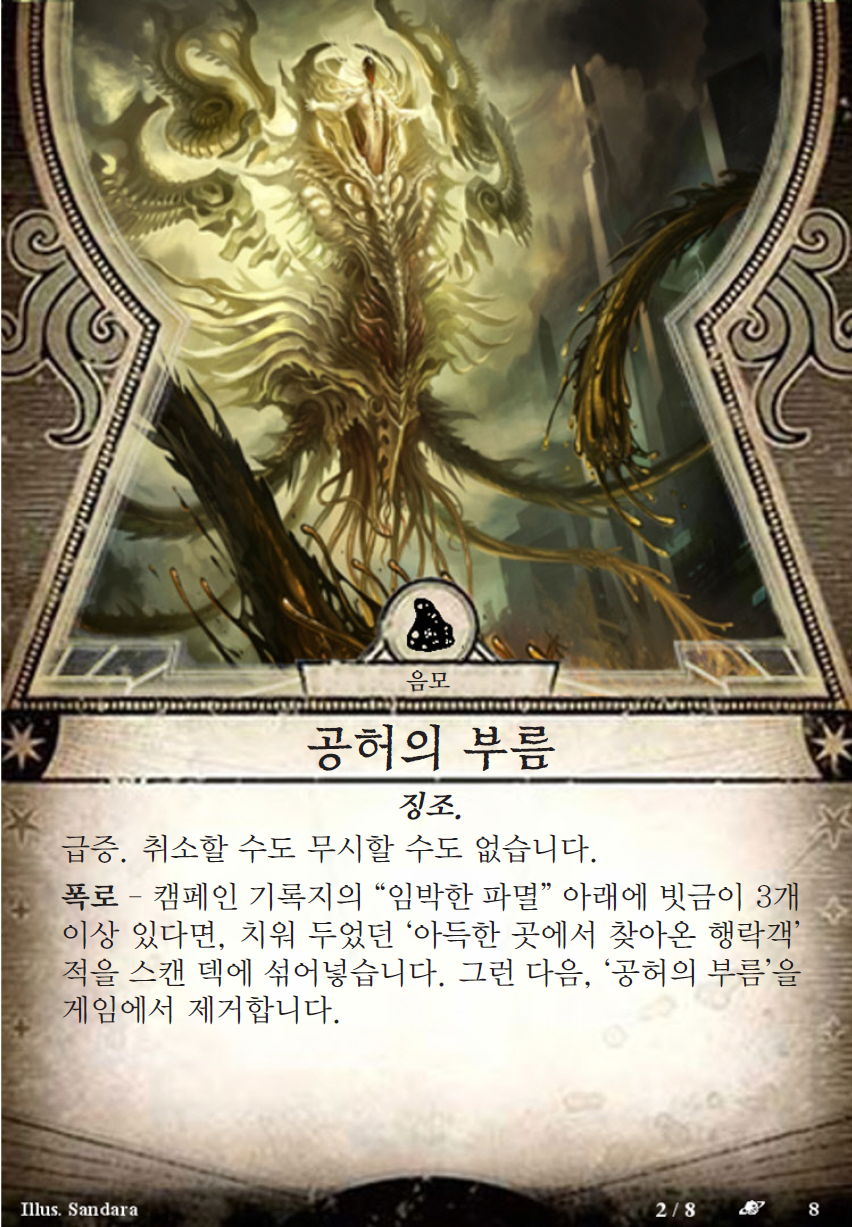 음모
공허의 부름
징조.
급증. 취소할 수도 무시할 수도 없습니다.
폭로 – 캠페인 기록지의 “임박한 파멸” 아래에 빗금이 3개
이상 있다면, 치워 두었던 ‘아득한 곳에서 찾아온 행락객’
적을 스캔 덱에 섞어넣습니다. 그런 다음, ‘공허의 부름’을
게임에서 제거합니다.
Illus. Sandara
2 / 8
8